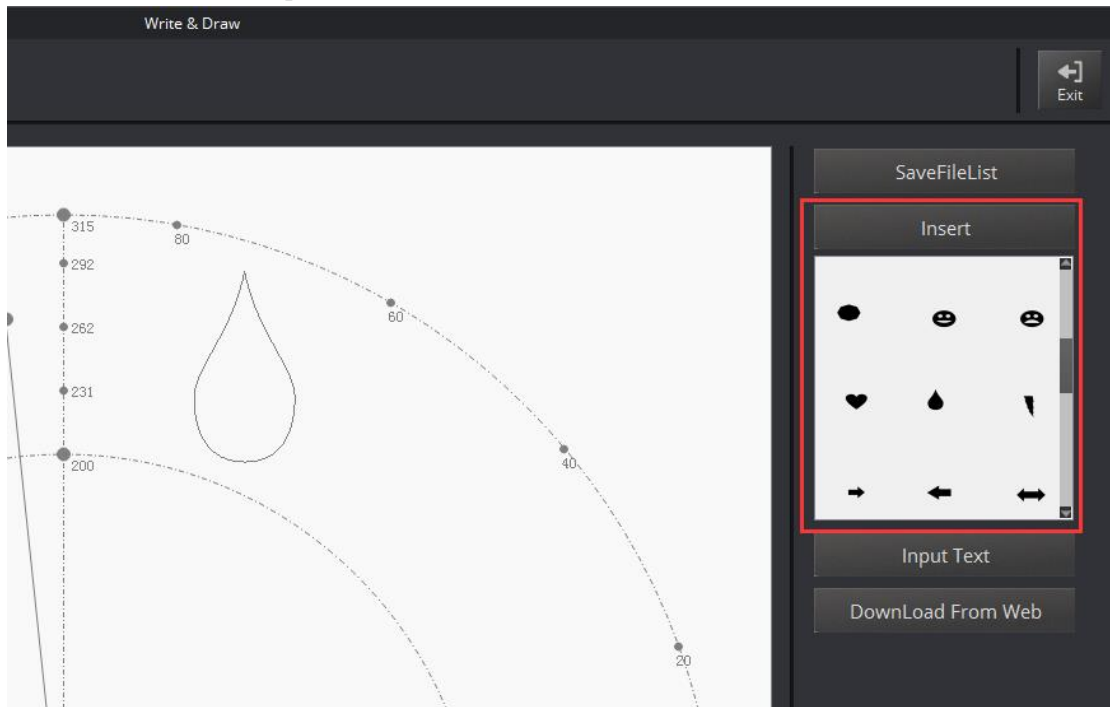 Write & Draw
Exit
SaveFileList
Insert
315
80
292
60
262
231
200
40
20
Input Text
DownLoad From Web